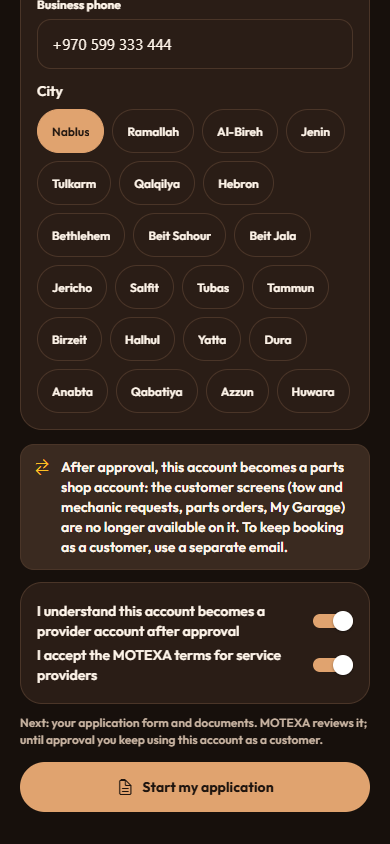 Business phone
+970 599 333 444
City
Nablus Ramallah Al-Bireh Jenin
Tulkarm Qalqilya Hebron
Bethlehem Beit Sahour Beit Jala
Jericho Salfit Tubas Tammun
Birzeit Halhul Yatta Dura
Anabta Qabatiya Azzun Huwara
After approval, this account becomes a parts
shop account: the customer screens (tow and
mechanic requests, parts orders, My Garage)
are no longer available on it. To keep booking
as a customer, use a separate email.
I understand this account becomes a
provider account after approval
I accept the MOTEXA terms for service
providers
Next: your application form and documents. MOTEXA reviews it;
until approval you keep using this account as a customer.
Start my application